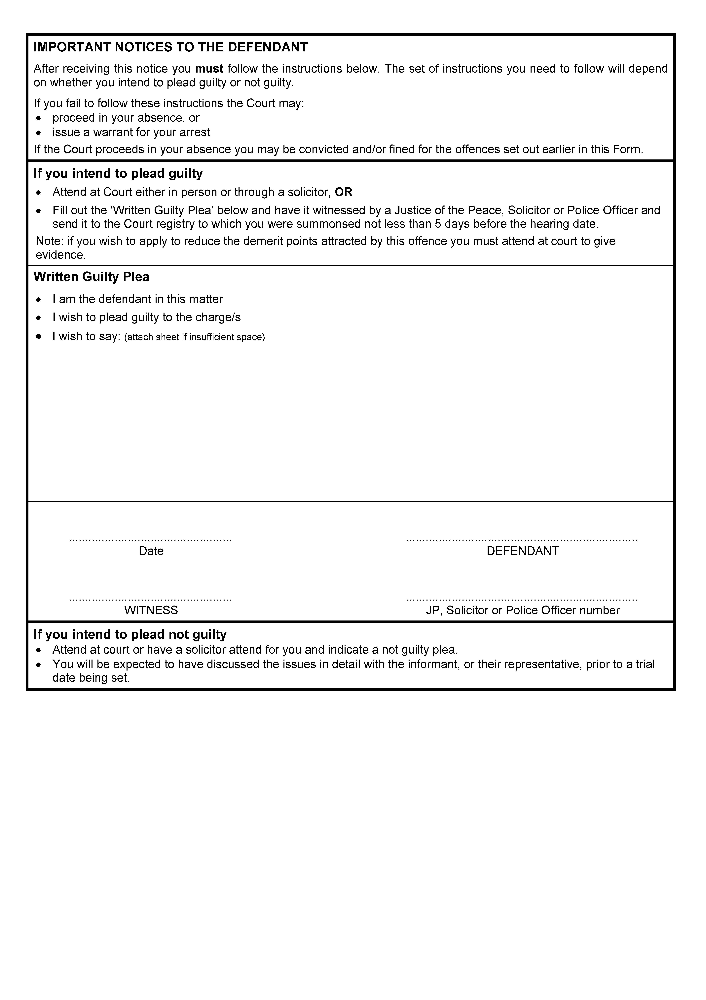 IMPORTANT NOTICES TO THE DEFENDANT
After receiving this notice you must follow the instructions below. The set of instructions you need to follow will depend
on whether you intend to plead guilty or not guilty.
If you fail to follow these instructions the Court may:
• proceed in your absence, or
• issue a warrant for your arrest
If the Court proceeds in your absence you may be convicted and/or fined for the offences set out earlier in this Form.
If you intend to plead guilty
• Attend at Court either in person or through a solicitor, OR
• Fill out the ‘Written Guilty Plea’ below and have it witnessed by a Justice of the Peace, Solicitor or Police Officer and
send it to the Court registry to which you were summonsed not less than 5 days before the hearing date.
Note: if you wish to apply to reduce the demerit points attracted by this offence you must attend at court to give
evidence.
Written Guilty Plea
• I am the defendant in this matter
• I wish to plead guilty to the charge/s
• I wish to say: (attach sheet if insufficient space)
.................................................. .......................................................................
Date DEFENDANT
.................................................. .......................................................................
WITNESS JP, Solicitor or Police Officer number
If you intend to plead not guilty
• Attend at court or have a solicitor attend for you and indicate a not guilty plea.
• You will be expected to have discussed the issues in detail with the informant, or their representative, prior to a trial
date being set.